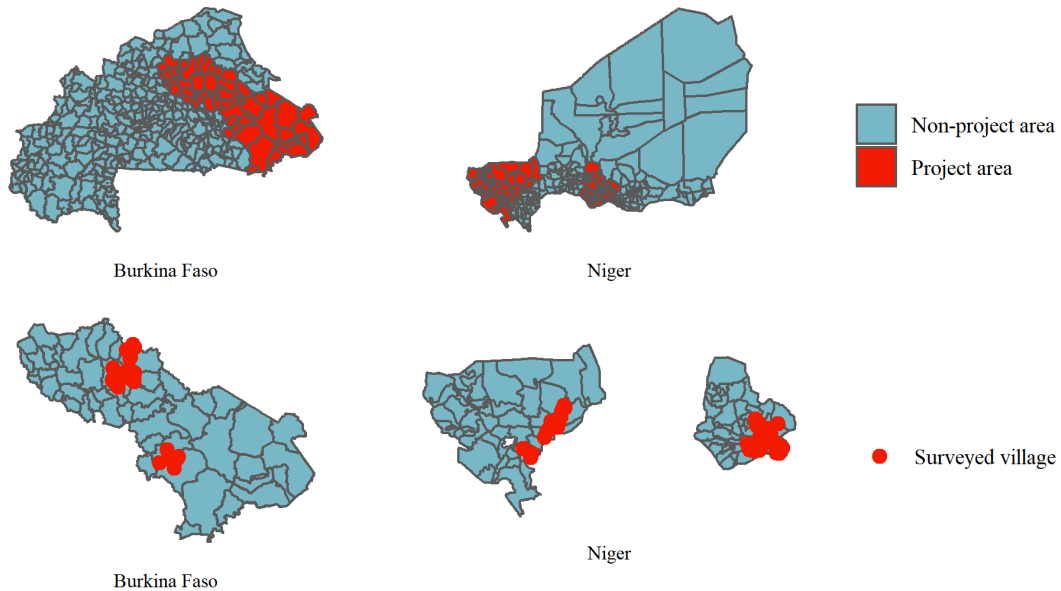 Non-project area
Project area
Burkina Faso
Niger
Surveyed village
Niger
Burkina Faso